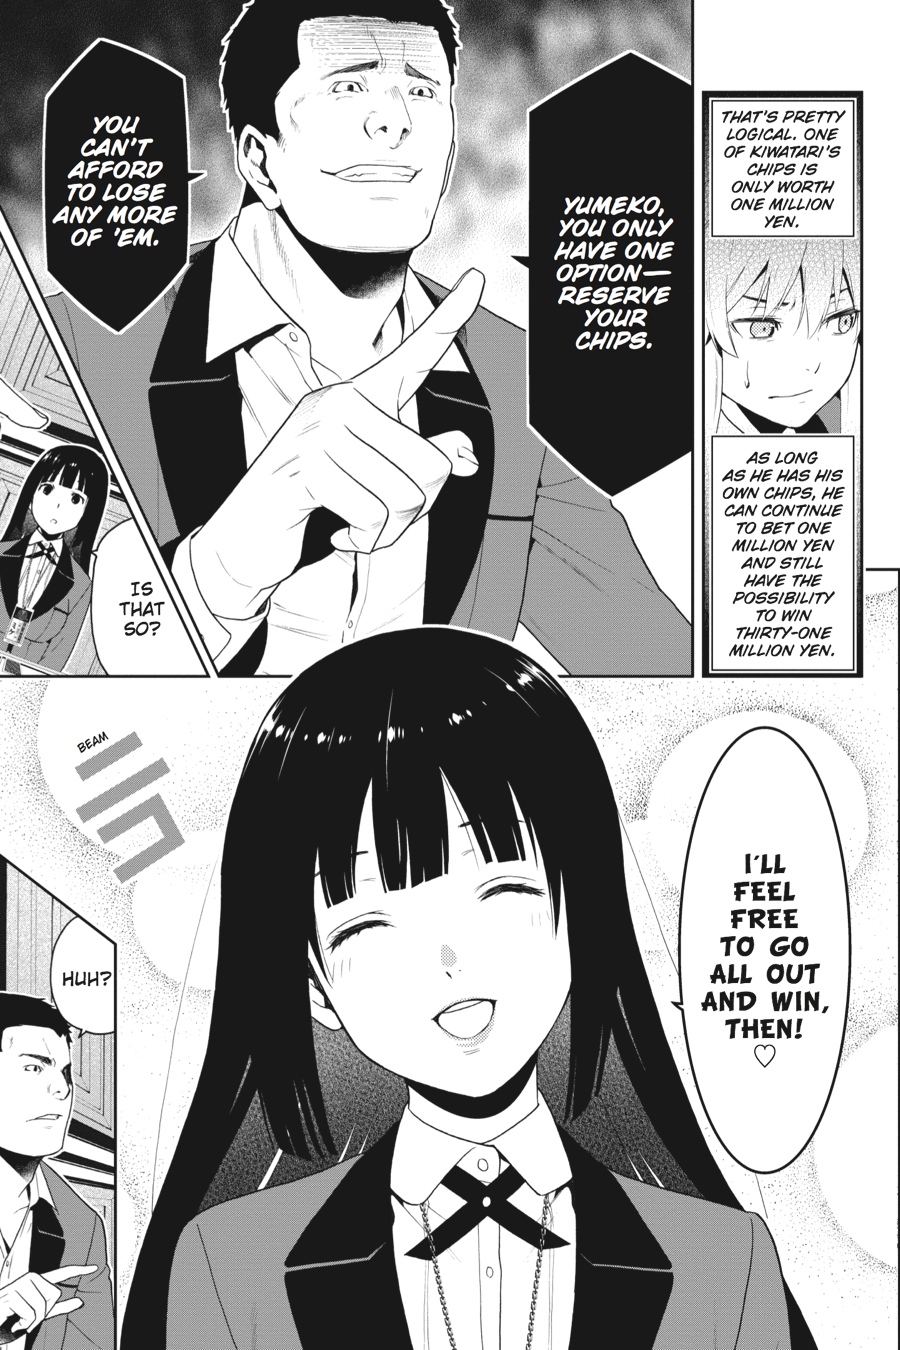 THAT'S PRETTY
LOGICAL. ONE
OF KIWATARI'S
CHIPS IS
ONLY WORTH
ONE MILLION
YEN.
AS LONG
AS HE HAS HIS
OWN CHIPS, HE
CAN CONTINUE
TO BET ONE
MILLION YEN
AND STILL
HAVE THE
POSSIBILITY
TO WIN
THIRTY-ONE
MILLION YEN.
YUMEKO,
YOU ONLY
HAVE ONE
OPTION—
RESERVE
YOUR
CHIPS.
YOU
CAN'T
AFFORD
TO LOSE
ANY MORE
OF 'EM.
IS
THAT
SO?
I'LL
FEEL
FREE
TO GO
ALL OUT
AND WIN,
THEN!
♡
BEAM
ニコ
HUH?